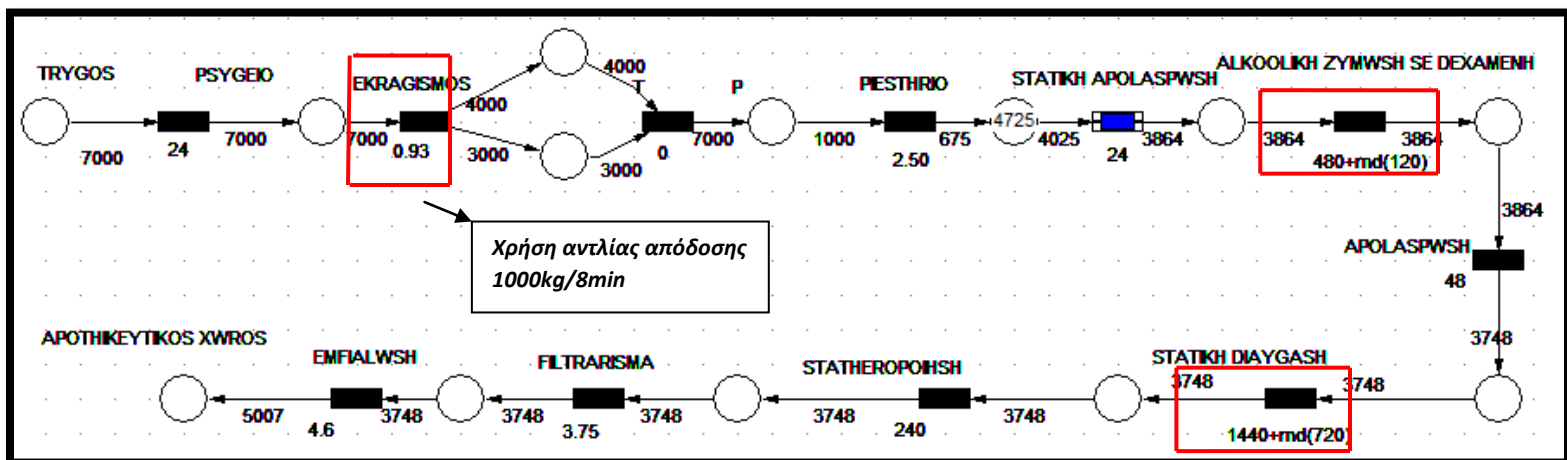 TRYGOS
PSYGEIO
EKRAGISMOS
T
P
PIESTHRIO
STATIKH APOLASPWSH
ALKOOLIKH ZYMWSH SE DEXAMENH
7000
24
7000
7000
0.93
4000
3000
4000
3000
0
7000
1000
2.50
675
4725
4025
24
3864
3864
480+rnd(120)
3864
3864
APOLASPWSH
48
3748
Χρήση αντλίας απόδοσης
1000kg/8min
APOTHIKEYTIKOS XWROS
EMFIALWSH
FILTRARISMA
STATHEROPOIHSH
STATIKH DIAYGASH
5007
4.6
3748
3748
3.75
3748
3748
240
3748
3748
1440+rnd(720)
3748